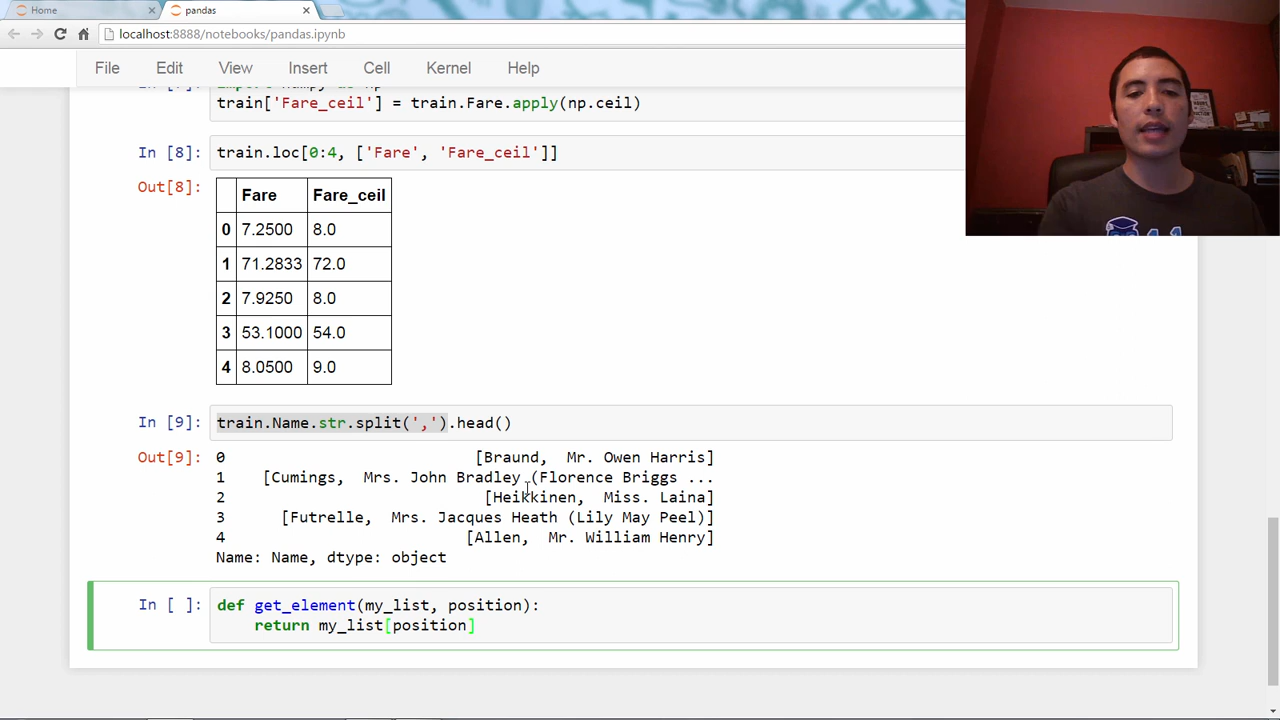 Home
pandas
localhost:8888/notebooks/pandas.ipynb
File Edit View Insert Cell Kernel Help
import numpy as np
train['Fare_ceil'] = train.Fare.apply(np.ceil)
In [8]: train.loc[0:4, ['Fare', 'Fare_ceil']]
Out[8]:
Fare Fare_ceil
0 7.2500 8.0
1 71.2833 72.0
2 7.9250 8.0
3 53.1000 54.0
4 8.0500 9.0
In [9]: train.Name.str.split(',').head()
Out[9]: 0 [Braund, Mr. Owen Harris]
1 [Cumings, Mrs. John Bradley (Florence Briggs ...
2 [Heikkinen, Miss. Laina]
3 [Futrelle, Mrs. Jacques Heath (Lily May Peel)]
4 [Allen, Mr. William Henry]
Name: Name, dtype: object
In [ ]: def get_element(my_list, position):
return my_list[position]